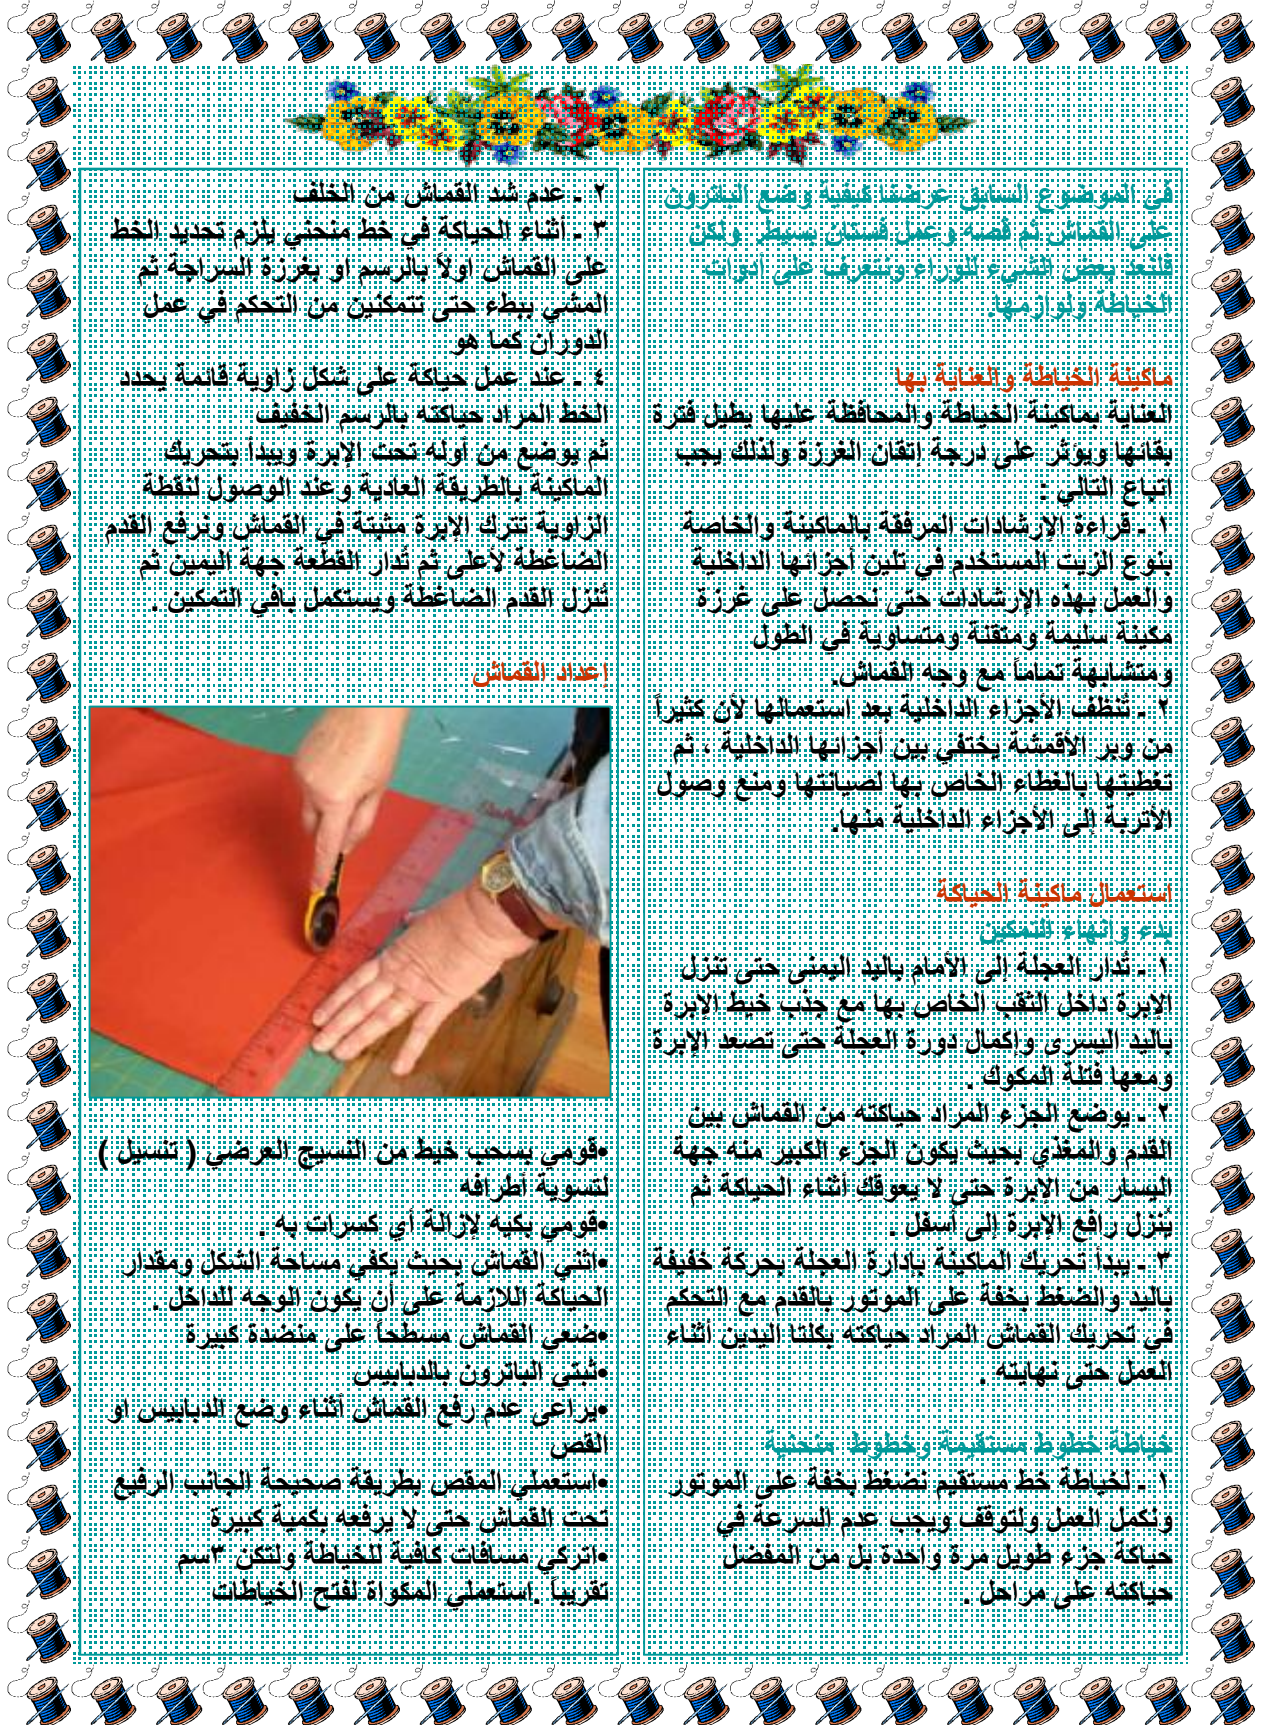 في الموضوع السابق عرضنا كيفية وضع الباترون
على القماش ثم قصه وعمل فستان بسيط ولكن
فلنعد بعض الشيء للوراء ونتعرف على أدوات
الخياطة ولوازمها.
ماكينة الخياطة والعناية بها
العناية بماكينة الخياطة والمحافظة عليها يطيل فترة
بقائها ويؤثر على درجة إتقان الغرزة ولذلك يجب
اتباع التالي :
١ ـ قراءة الإرشادات المرفقة بالماكينة والخاصة
بنوع الزيت المستخدم في تلين أجزائها الداخلية
والعمل بهذه الإرشادات حتى نحصل على غرزة
مكينة سليمة ومتقنة ومتساوية في الطول
ومتشابهة تماماً مع وجه القماش.
٢ ـ تُنظف الأجزاء الداخلية بعد استعمالها لأن كثيراً
من وبر الأقمشة يختفي بين أجزائها الداخلية ، ثم
تغطيتها بالغطاء الخاص بها لصيانتها ومنع وصول
الأتربة إلى الأجزاء الداخلية منها.
استعمال ماكينة الحياكة
بدء وانهاء التمكين
١ ـ تُدار العجلة الى الأمام باليد اليمنى حتى تنزل
الإبرة داخل الثقب الخاص بها مع جذب خيط الإبرة
باليد اليسرى وإكمال دورة العجلة حتى تصعد الإبرة
ومعها فتلة المكوك .
٢ ـ يوضع الجزء المراد حياكته من القماش بين
القدم والمغذي بحيث يكون الجزء الكبير منه جهة
اليسار من الإبرة حتى لا يعوقك أثناء الحياكة ثم
يُنزل رافع الإبرة إلى أسفل .
٣ ـ يبدأ تحريك الماكينة بإدارة العجلة بحركة خفيفة
باليد والضغط بخفة على الموتور بالقدم مع التحكم
في تحريك القماش المراد حياكته بكلتا اليدين أثناء
العمل حتى نهايته .
خياطة خطوط مستقيمة وخطوط منحنية
١ ـ لخياطة خط مستقيم نضغط بخفة على الموتور
ونكمل العمل ولتوقف ويجب عدم السرعة في
حياكة جزء طويل مرة واحدة بل من المفضل
حياكته على مراحل .
٢ ـ عدم شد القماش من الخلف
٣ ـ أثناء الحياكة في خط منحني يلزم تحديد الخط
على القماش اولاً بالرسم او بغرزة السراجة ثم
المشي ببطء حتى تتمكنين من التحكم في عمل
الدوران كما هو
٤ ـ عند عمل حياكة على شكل زاوية قائمة يحدد
الخط المراد حياكته بالرسم الخفيف
ثم يوضع من أوله تحت الإبرة ويبدأ بتحريك
الماكينة بالطريقة العادية وعند الوصول لنقطة
الزاوية تترك الإبرة مثبتة في القماش ونرفع القدم
الضاغطة لأعلى ثم تُدار القطعة جهة اليمين ثم
تُنزل القدم الضاغطة ويستكمل باقي التمكين .
إعداد القماش
•قومي بسحب خيط من النسيج العرضي ( تنسيل )
لتسوية أطرافه
•قومي بكيه لإزالة أي كسرات به .
•اثني القماش بحيث يكفي مساحة الشكل ومقدار
الحياكة اللازمة على أن يكون الوجه للداخل .
•ضعي القماش مسطحاً على منضدة كبيرة
•ثبتي الباترون بالدبابيس
•يراعى عدم رفع القماش أثناء وضع الدبابيس او
القص
•استعملي المقص بطريقة صحيحة الجانب الرفيع
تحت القماش حتى لا يرفعه بكمية كبيرة
•اتركي مسافات كافية للخياطة ولتكن ٣سم
تقريباً .استعملي المكواة لفتح الخياطات